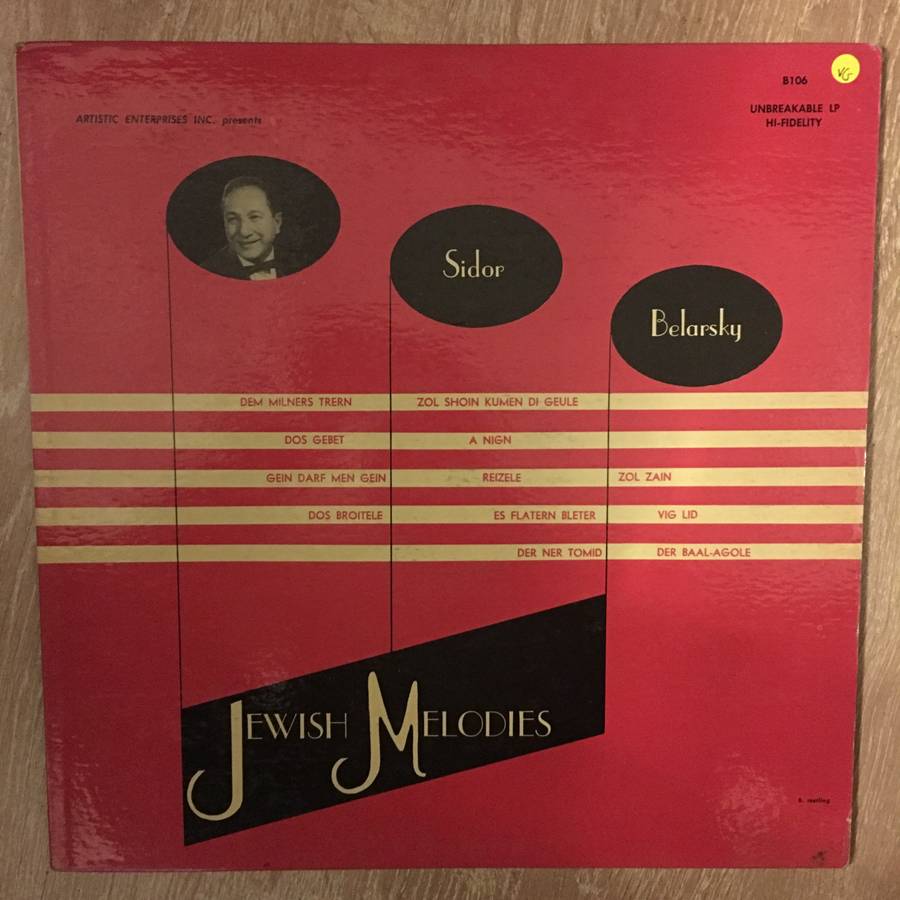 B106
VG
UNBREAKABLE LP
HI-FIDELITY
ARTISTIC ENTERPRISES INC. presents
Sidor
Belarsky
DEM MILNERS TRERN ZOL SHOIN KUMEN DI GEULE
DOS GEBET A NIGN
GEIN DARF MEN GEIN REIZELE ZOL ZAIN
DOS BROITELE ES FLATERN BLETER VIG LID
DER NER TOMID DER BAAL-AGOLE
JEWISH MELODIES